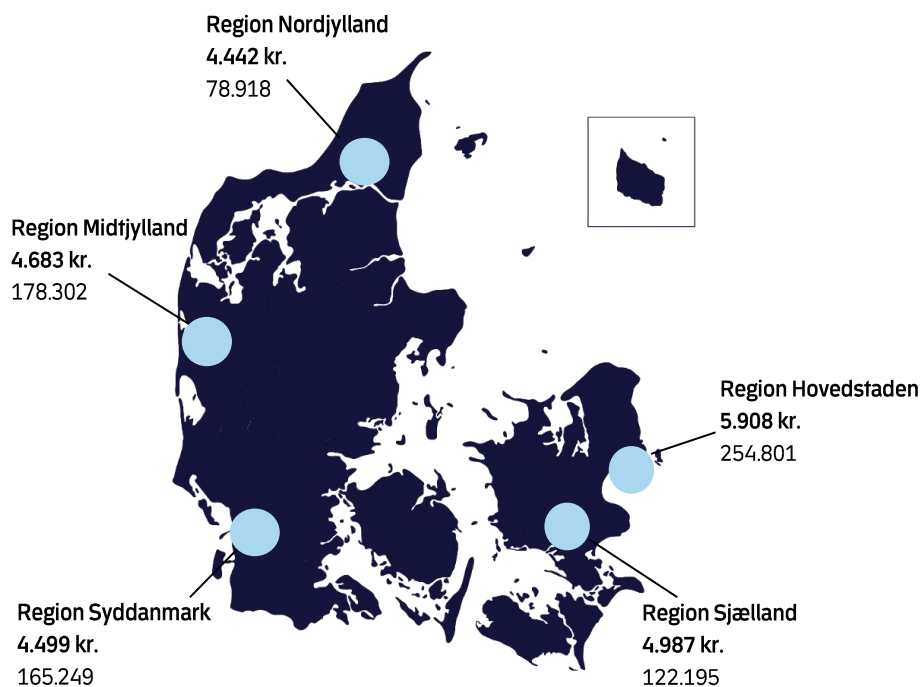 Region Nordjylland
4.442 kr.
78.918
Region Midtjylland
4.683 kr.
178.302
Region Hovedstaden
5.908 kr.
254.801
Region Syddanmark
4.499 kr.
165.249
Region Sjælland
4.987 kr.
122.195